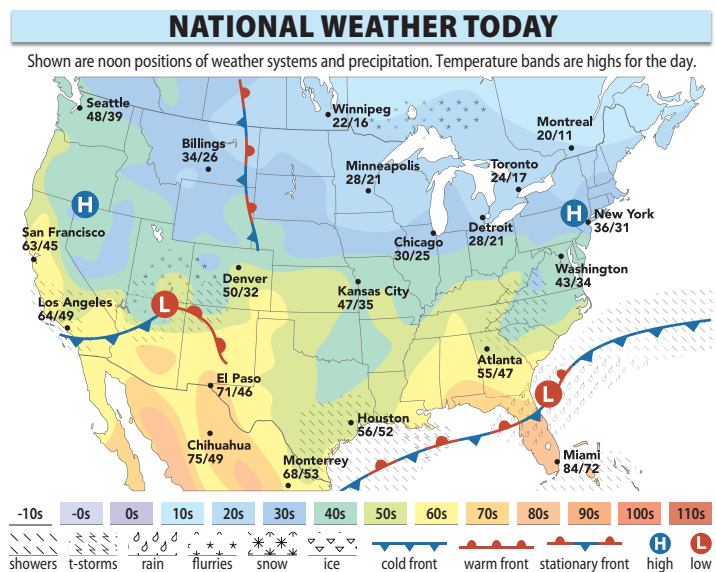 NATIONAL WEATHER TODAY
Shown are noon positions of weather systems and precipitation. Temperature bands are highs for the day.
Seattle
48/39
Winnipeg
22/16
Montreal
20/11
Billings
34/26
Minneapolis
28/21
Toronto
24/17
H
H
New York
36/31
San Francisco
63/45
Chicago
30/25
Detroit
28/21
Washington
43/34
Denver
50/32
Kansas City
47/35
Los Angeles
64/49
L
Atlanta
55/47
El Paso
71/46
L
Houston
56/52
Chihuahua
75/49
Monterrey
68/53
Miami
84/72
-10s -0s 0s 10s 20s 30s 40s 50s 60s 70s 80s 90s 100s 110s
H L
showers t-storms rain flurries snow ice cold front warm front stationary front high low